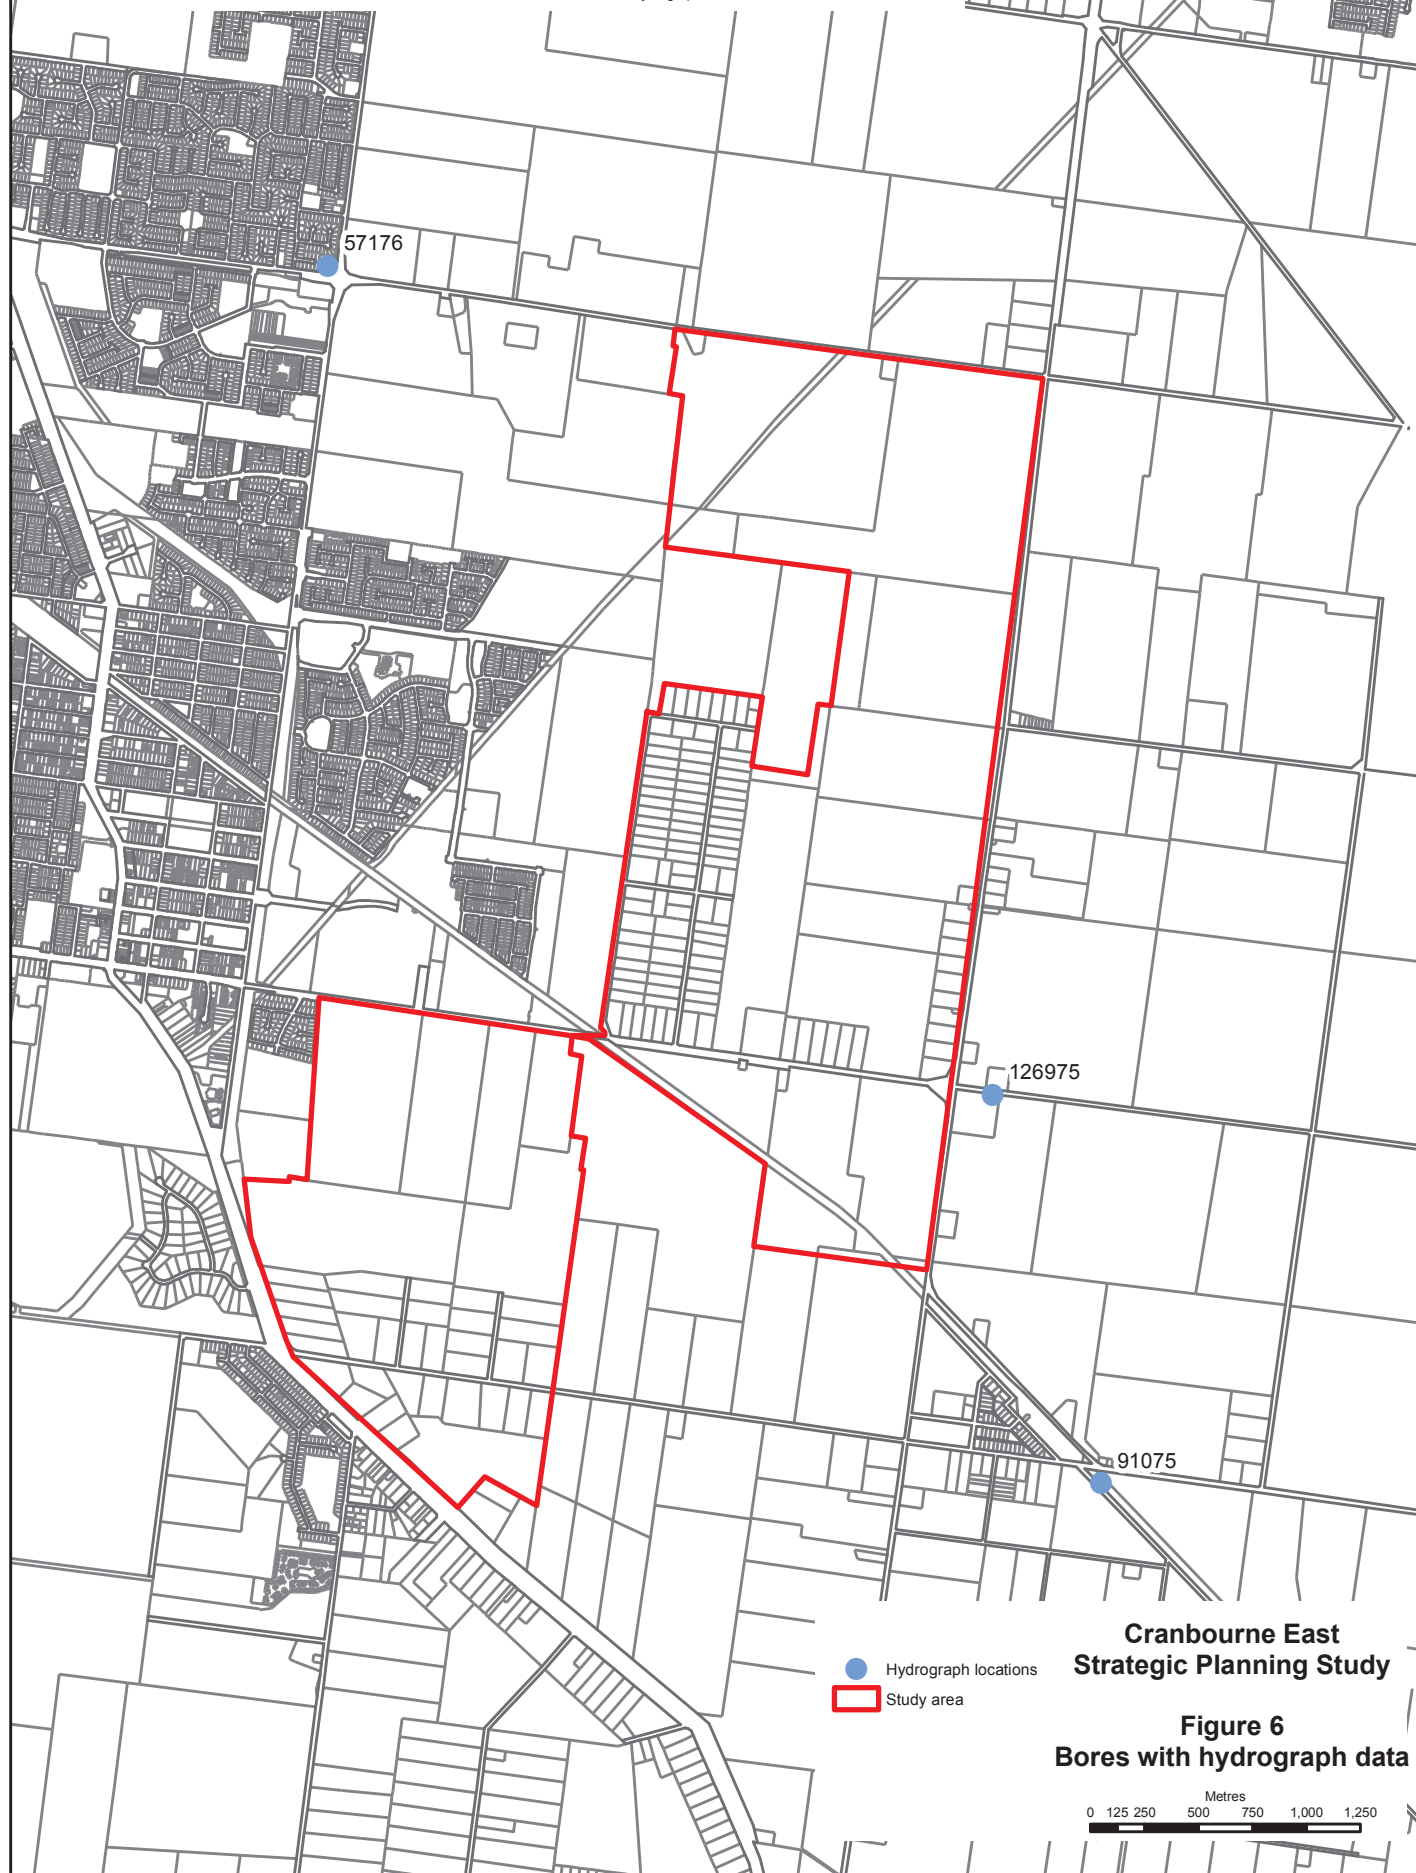 57176
126975
91075
Hydrograph locations
Study area
Cranbourne East
Strategic Planning Study
Figure 6
Bores with hydrograph data
Metres
0 125 250 500 750 1,000 1,250